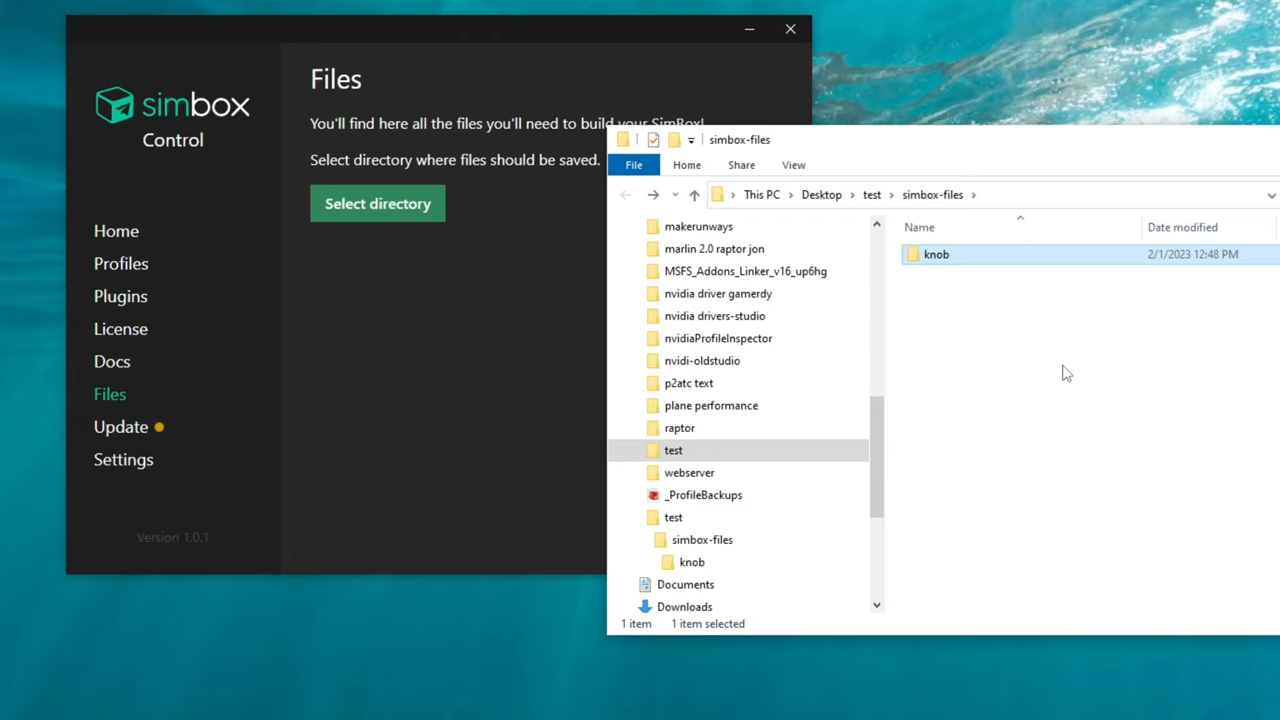 simbox
Control
Home
Profiles
Plugins
License
Docs
Files
Update
Settings
Version 1.0.1
Files
You'll find here all the files you'll need to build your SimBox!
Select directory where files should be saved.
Select directory
simbox-files
File Home Share View
This PC Desktop test simbox-files
makerunways
marlin 2.0 raptor jon
MSFS_Addons_Linker_v16_up6hg
nvidia driver gamerdy
nvidia drivers-studio
nvidiaProfileInspector
nvidi-oldstudio
p2atc text
plane performance
raptor
test
webserver
_ProfileBackups
test
simbox-files
knob
Documents
Downloads
Name Date modified
knob 2/1/2023 12:48 PM
1 item 1 item selected